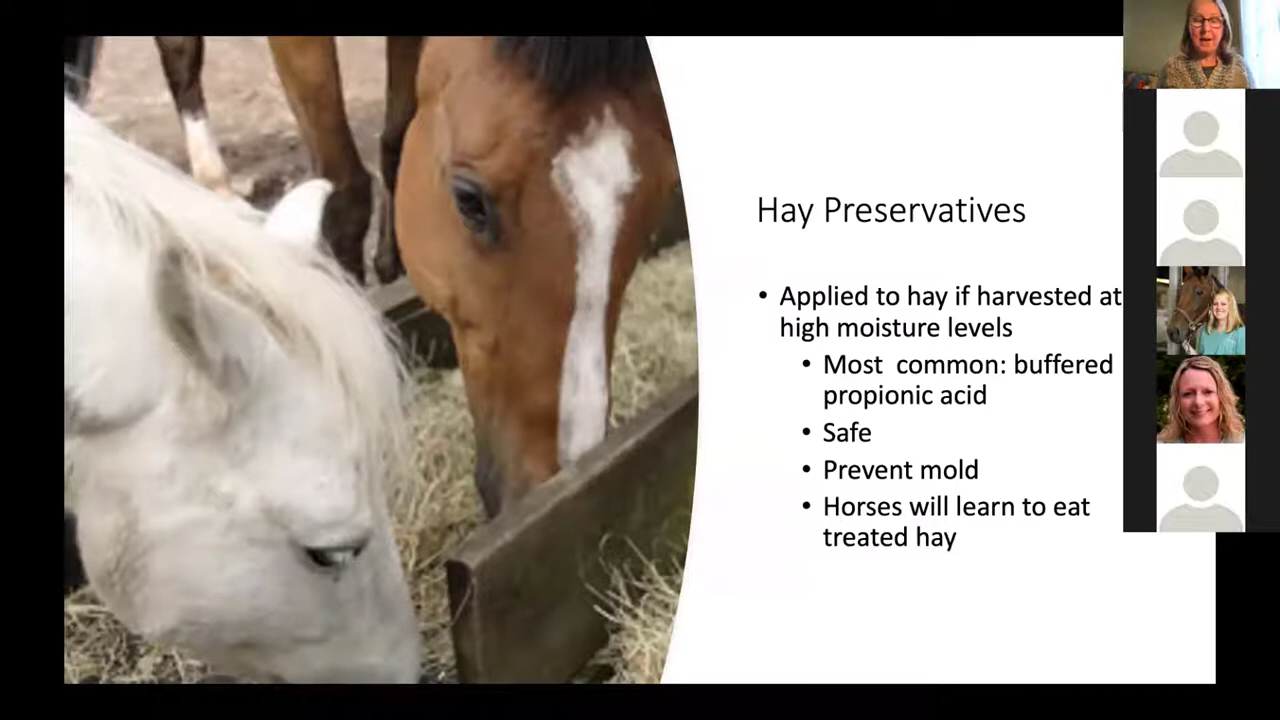 Hay Preservatives
• Applied to hay if harvested at
high moisture levels
• Most common: buffered
propionic acid
• Safe
• Prevent mold
• Horses will learn to eat
treated hay